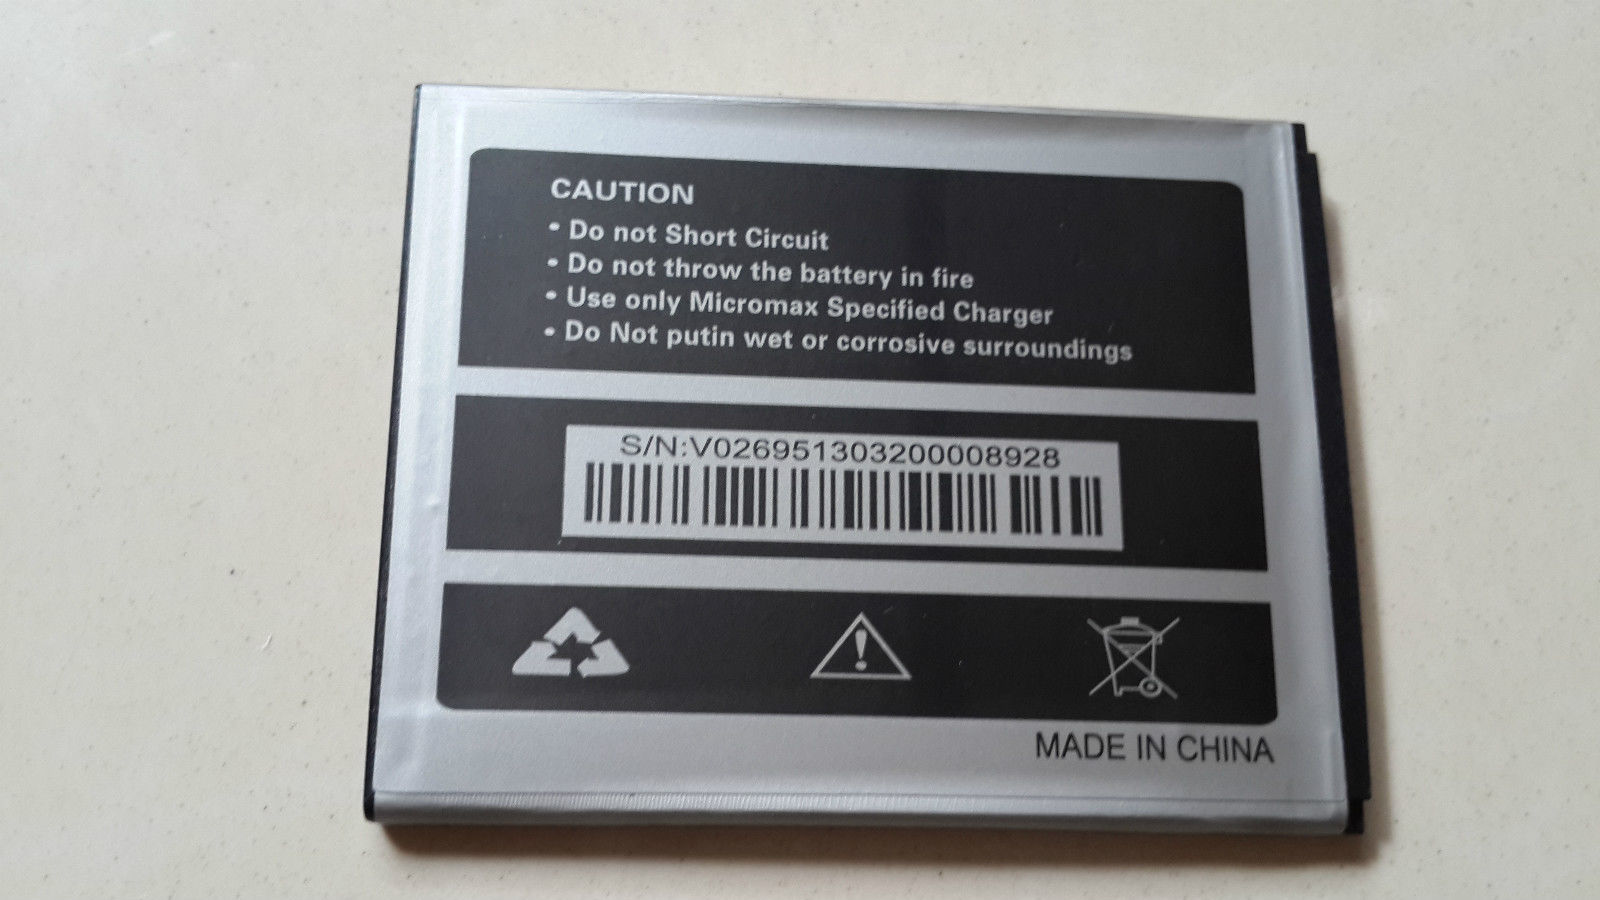 CAUTION
• Do not Short Circuit
• Do not throw the battery in fire
• Use only Micromax Specified Charger
• Do Not putin wet or corrosive surroundings
S/N:V026951303200008928
MADE IN CHINA